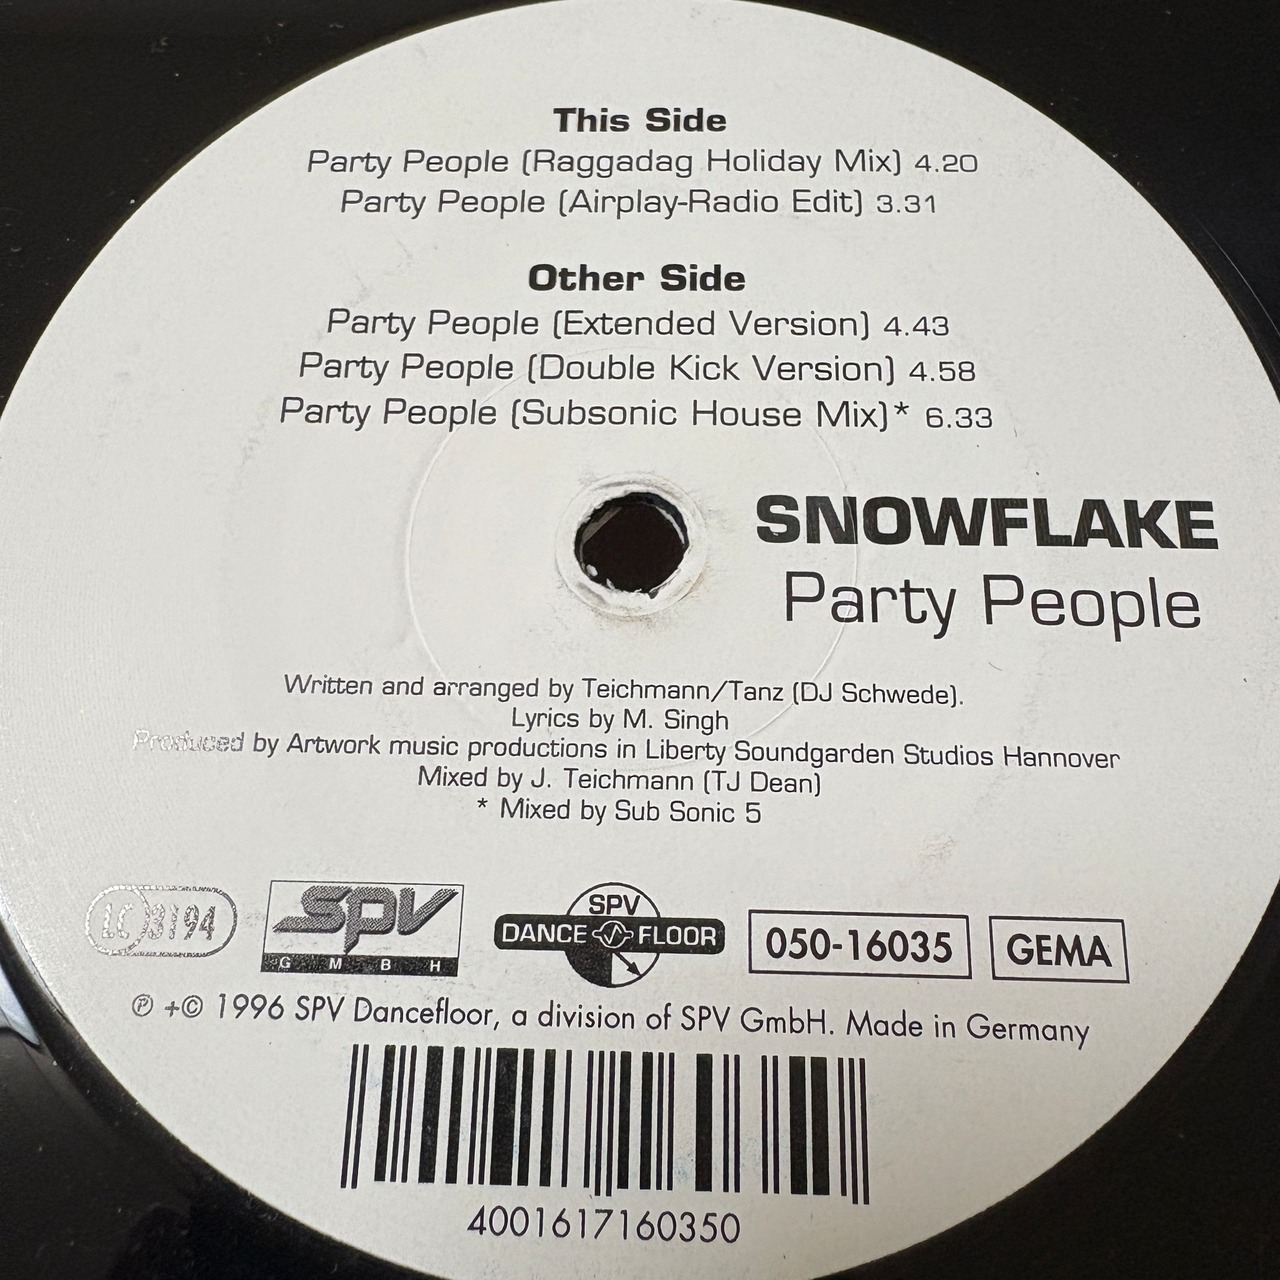 This Side
Party People (Raggadag Holiday Mix) 4.20
Party People (Airplay-Radio Edit) 3.31
Other Side
Party People (Extended Version) 4.43
Party People (Double Kick Version) 4.58
Party People (Subsonic House Mix)* 6.33
SNOWFLAKE
Party People
Written and arranged by Teichmann/Tanz (DJ Schwede).
Lyrics by M. Singh
Produced by Artwork music productions in Liberty Soundgarden Studios Hannover
Mixed by J. Teichmann (TJ Dean)
* Mixed by Sub Sonic 5
LC 8194
SPV
GMBH
SPV
DANCE FLOOR
050-16035
GEMA
℗ +© 1996 SPV Dancefloor, a division of SPV GmbH. Made in Germany
4001617160350